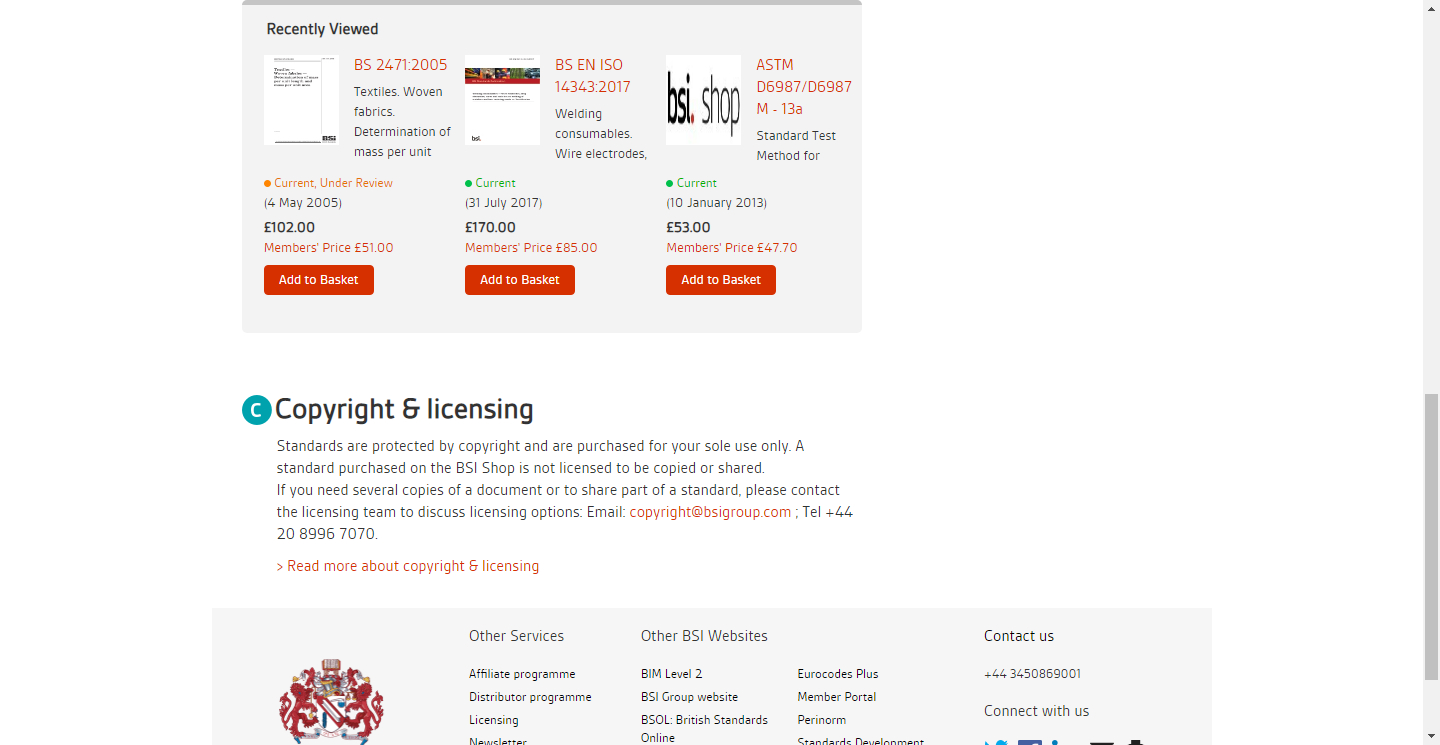 Recently Viewed
BS 2471:2005
Textiles. Woven
fabrics.
Determination of
mass per unit
Current, Under Review
(4 May 2005)
£102.00
Members' Price £51.00
Add to Basket
BS EN ISO
14343:2017
Welding
consumables.
Wire electrodes,
Current
(31 July 2017)
£170.00
Members' Price £85.00
Add to Basket
bsi. shop
ASTM
D6987/D6987
M - 13a
Standard Test
Method for
Current
(10 January 2013)
£53.00
Members' Price £47.70
Add to Basket
C Copyright & licensing
Standards are protected by copyright and are purchased for your sole use only. A
standard purchased on the BSI Shop is not licensed to be copied or shared.
If you need several copies of a document or to share part of a standard, please contact
the licensing team to discuss licensing options: Email: copyright@bsigroup.com ; Tel +44
20 8996 7070.
> Read more about copyright & licensing
Other Services
Affiliate programme
Distributor programme
Licensing
Newsletter
Other BSI Websites
BIM Level 2
BSI Group website
BSOL: British Standards
Online
Eurocodes Plus
Member Portal
Perinorm
Standards Development
Contact us
+44 3450869001
Connect with us